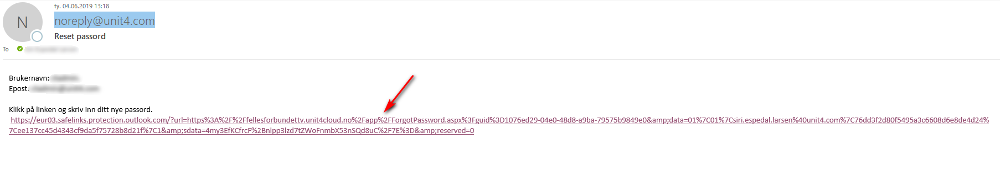 N
ty. 04.06.2019 13:18
noreply@unit4.com
Reset passord
To
Brukernavn:
Epost:
Klikk på linken og skriv inn ditt nye passord.
https://eur03.safelinks.protection.outlook.com/?url=https%3A%2F%2Ffellesforbundettv.unit4cloud.no%2Fapp%2FForgotPassword.aspx%3Fguid%3D1076ed29-04e0-48d8-a9ba-79575b9849e0&amp;data=01%7C01%7Csiri.espedal.larsen%40unit4.com%7C76dd3f2d80f5495a3c6608d6e8de4d24%
7Cee137cc45d4343cf9da5f75728b8d21f%7C1&amp;sdata=4my3EfKCfrcF%2Bnlpp3lzd7tZWoFnmbX53nSQd8uC%2F7E%3D&amp;reserved=0